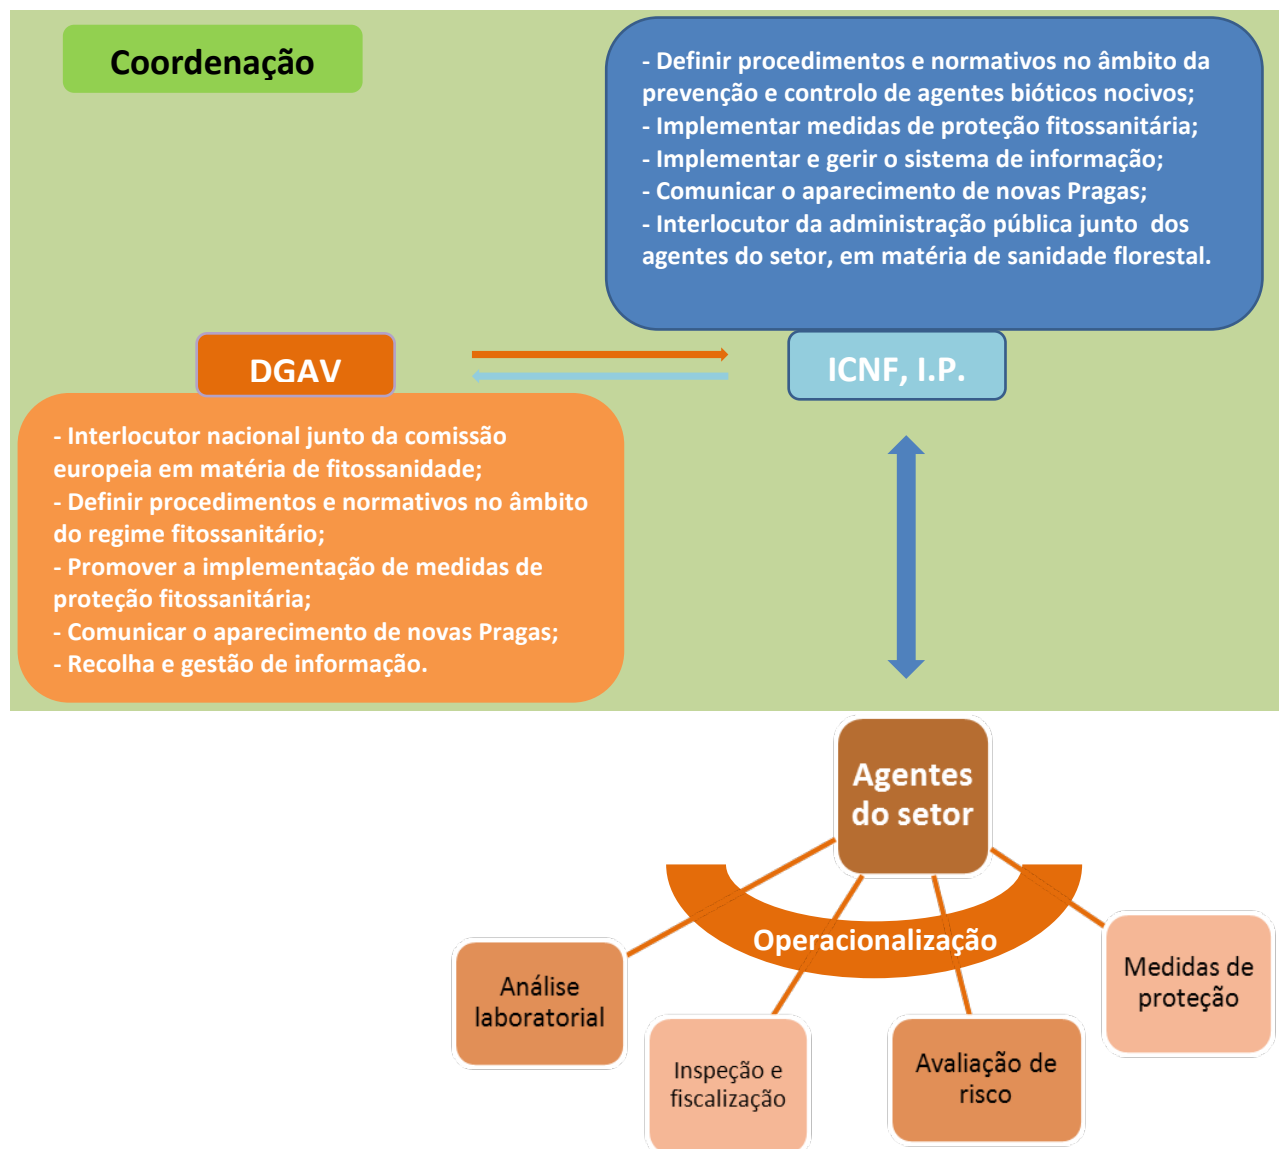 Coordenação
- Definir procedimentos e normativos no âmbito da
prevenção e controlo de agentes bióticos nocivos;
- Implementar medidas de proteção fitossanitária;
- Implementar e gerir o sistema de informação;
- Comunicar o aparecimento de novas Pragas;
- Interlocutor da administração pública junto  dos
agentes do setor, em matéria de sanidade florestal.
DGAV
ICNF, I.P.
- Interlocutor nacional junto da comissão
europeia em matéria de fitossanidade;
- Definir procedimentos e normativos no âmbito
do regime fitossanitário;
- Promover a implementação de medidas de
proteção fitossanitária;
- Comunicar o aparecimento de novas Pragas;
- Recolha e gestão de informação.
Agentes
do setor
Operacionalização
Análise
laboratorial
Inspeção e
fiscalização
Avaliação de
risco
Medidas de
proteção